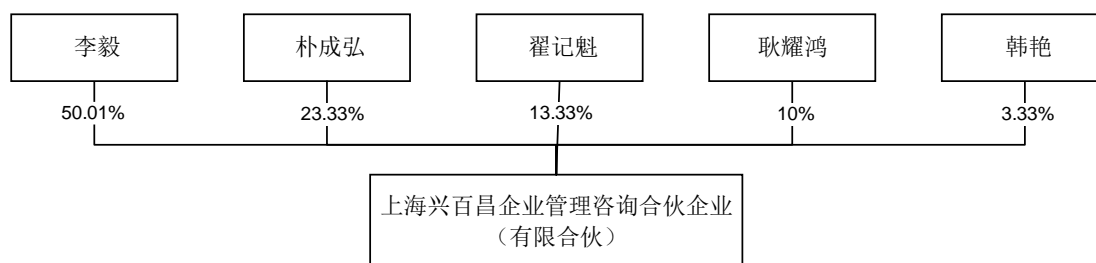 李毅 朴成弘 翟记魁 耿耀鸿 韩艳
50.01% 23.33% 13.33% 10% 3.33%
上海兴百昌企业管理咨询合伙企业
（有限合伙）